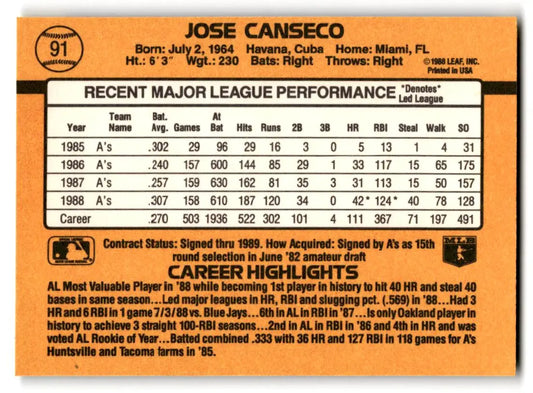 91
JOSE CANSECO
Born: July 2, 1964 Havana, Cuba Home: Miami, FL
Ht.: 6'3" Wgt.: 230 Bats: Right Throws: Right
©1988 LEAF, INC.
Printed in USA
RECENT MAJOR LEAGUE PERFORMANCE *Denotes*
Led League
Year Team Name Bat. Avg. Games At Bat Hits Runs 2B 3B HR RBI Steal Walk SO
1985 A's .302 29 96 29 16 3 0 5 13 1 4 31
1986 A's .240 157 600 144 85 29 1 33 117 15 65 175
1987 A's .257 159 630 162 81 35 3 31 113 15 50 157
1988 A's .307 158 610 187 120 34 0 42* 124* 40 78 128
Career .270 503 1936 522 302 101 4 111 367 71 197 491
Contract Status: Signed thru 1989. How Acquired: Signed by A's as 15th
round selection in June '82 amateur draft
MLB
CAREER HIGHLIGHTS
AL Most Valuable Player in '88 while becoming 1st player in history to hit 40 HR and steal 40
bases in same season...Led major leagues in HR, RBI and slugging pct. (.569) in '88...Had 3
HR and 6 RBI in 1 game 7/3/88 vs. Blue Jays...6th in AL in RBI in '87...Is only Oakland player in
history to achieve 3 straight 100-RBI seasons...2nd in AL in RBI in '86 and 4th in HR and was
voted AL Rookie of Year...Batted combined .333 with 36 HR and 127 RBI in 118 games for A's
Huntsville and Tacoma farms in '85.